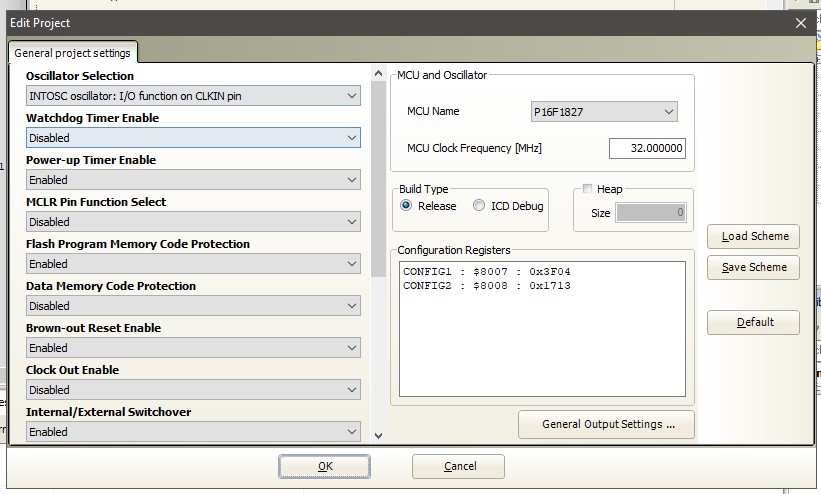 Edit Project
General project settings
Oscillator Selection
INTOSC oscillator: I/O function on CLKIN pin
Watchdog Timer Enable
Disabled
Power-up Timer Enable
Enabled
MCLR Pin Function Select
Disabled
Flash Program Memory Code Protection
Enabled
Data Memory Code Protection
Disabled
Brown-out Reset Enable
Enabled
Clock Out Enable
Disabled
Internal/External Switchover
Enabled
MCU and Oscillator
MCU Name P16F1827
MCU Clock Frequency [MHz] 32.000000
Build Type
Release ICD Debug
Heap
Size 0
Configuration Registers
CONFIG1 : $8007 : 0x3F04
CONFIG2 : $8008 : 0x1713
General Output Settings ...
Load Scheme
Save Scheme
Default
OK Cancel